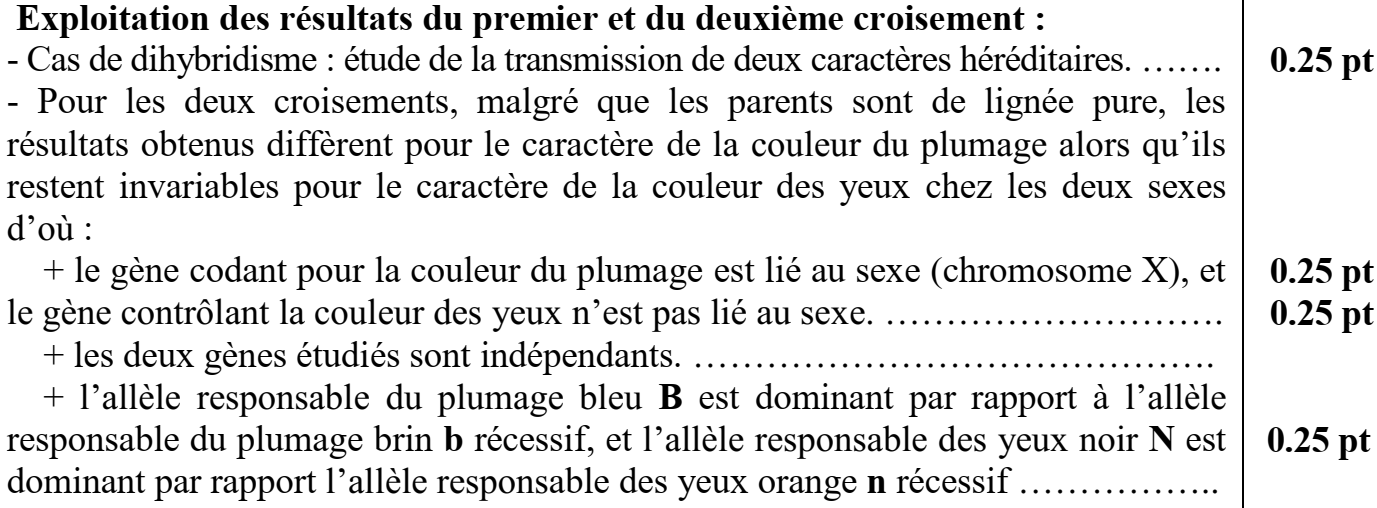 Exploitation des résultats du premier et du deuxième croisement :
- Cas de dihybridisme : étude de la transmission de deux caractères héréditaires. ……. 0.25 pt
- Pour les deux croisements, malgré que les parents sont de lignée pure, les
résultats obtenus diffèrent pour le caractère de la couleur du plumage alors qu’ils
restent invariables pour le caractère de la couleur des yeux chez les deux sexes
d’où :
+ le gène codant pour la couleur du plumage est lié au sexe (chromosome X), et 0.25 pt
le gène contrôlant la couleur des yeux n’est pas lié au sexe. ………………………. 0.25 pt
+ les deux gènes étudiés sont indépendants. …………………………………….
+ l’allèle responsable du plumage bleu B est dominant par rapport à l’allèle
responsable du plumage brin b récessif, et l’allèle responsable des yeux noir N est 0.25 pt
dominant par rapport l’allèle responsable des yeux orange n récessif ……………..